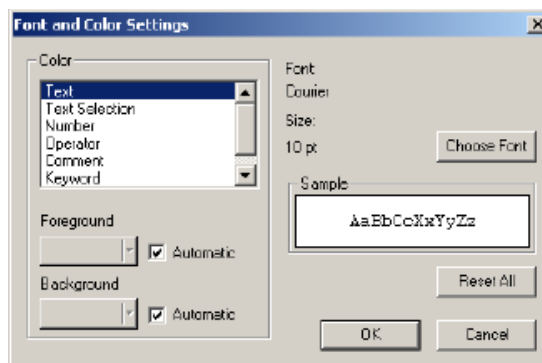 Font and Color Settings
Color
Text
Text Selection
Number
Operator
Comment
Keyword
Foreground
Automatic
Background
Automatic
Font
Courier
Size:
10 pt
Choose Font
Sample
AaBbCcXxYyZz
Reset All
OK
Cancel